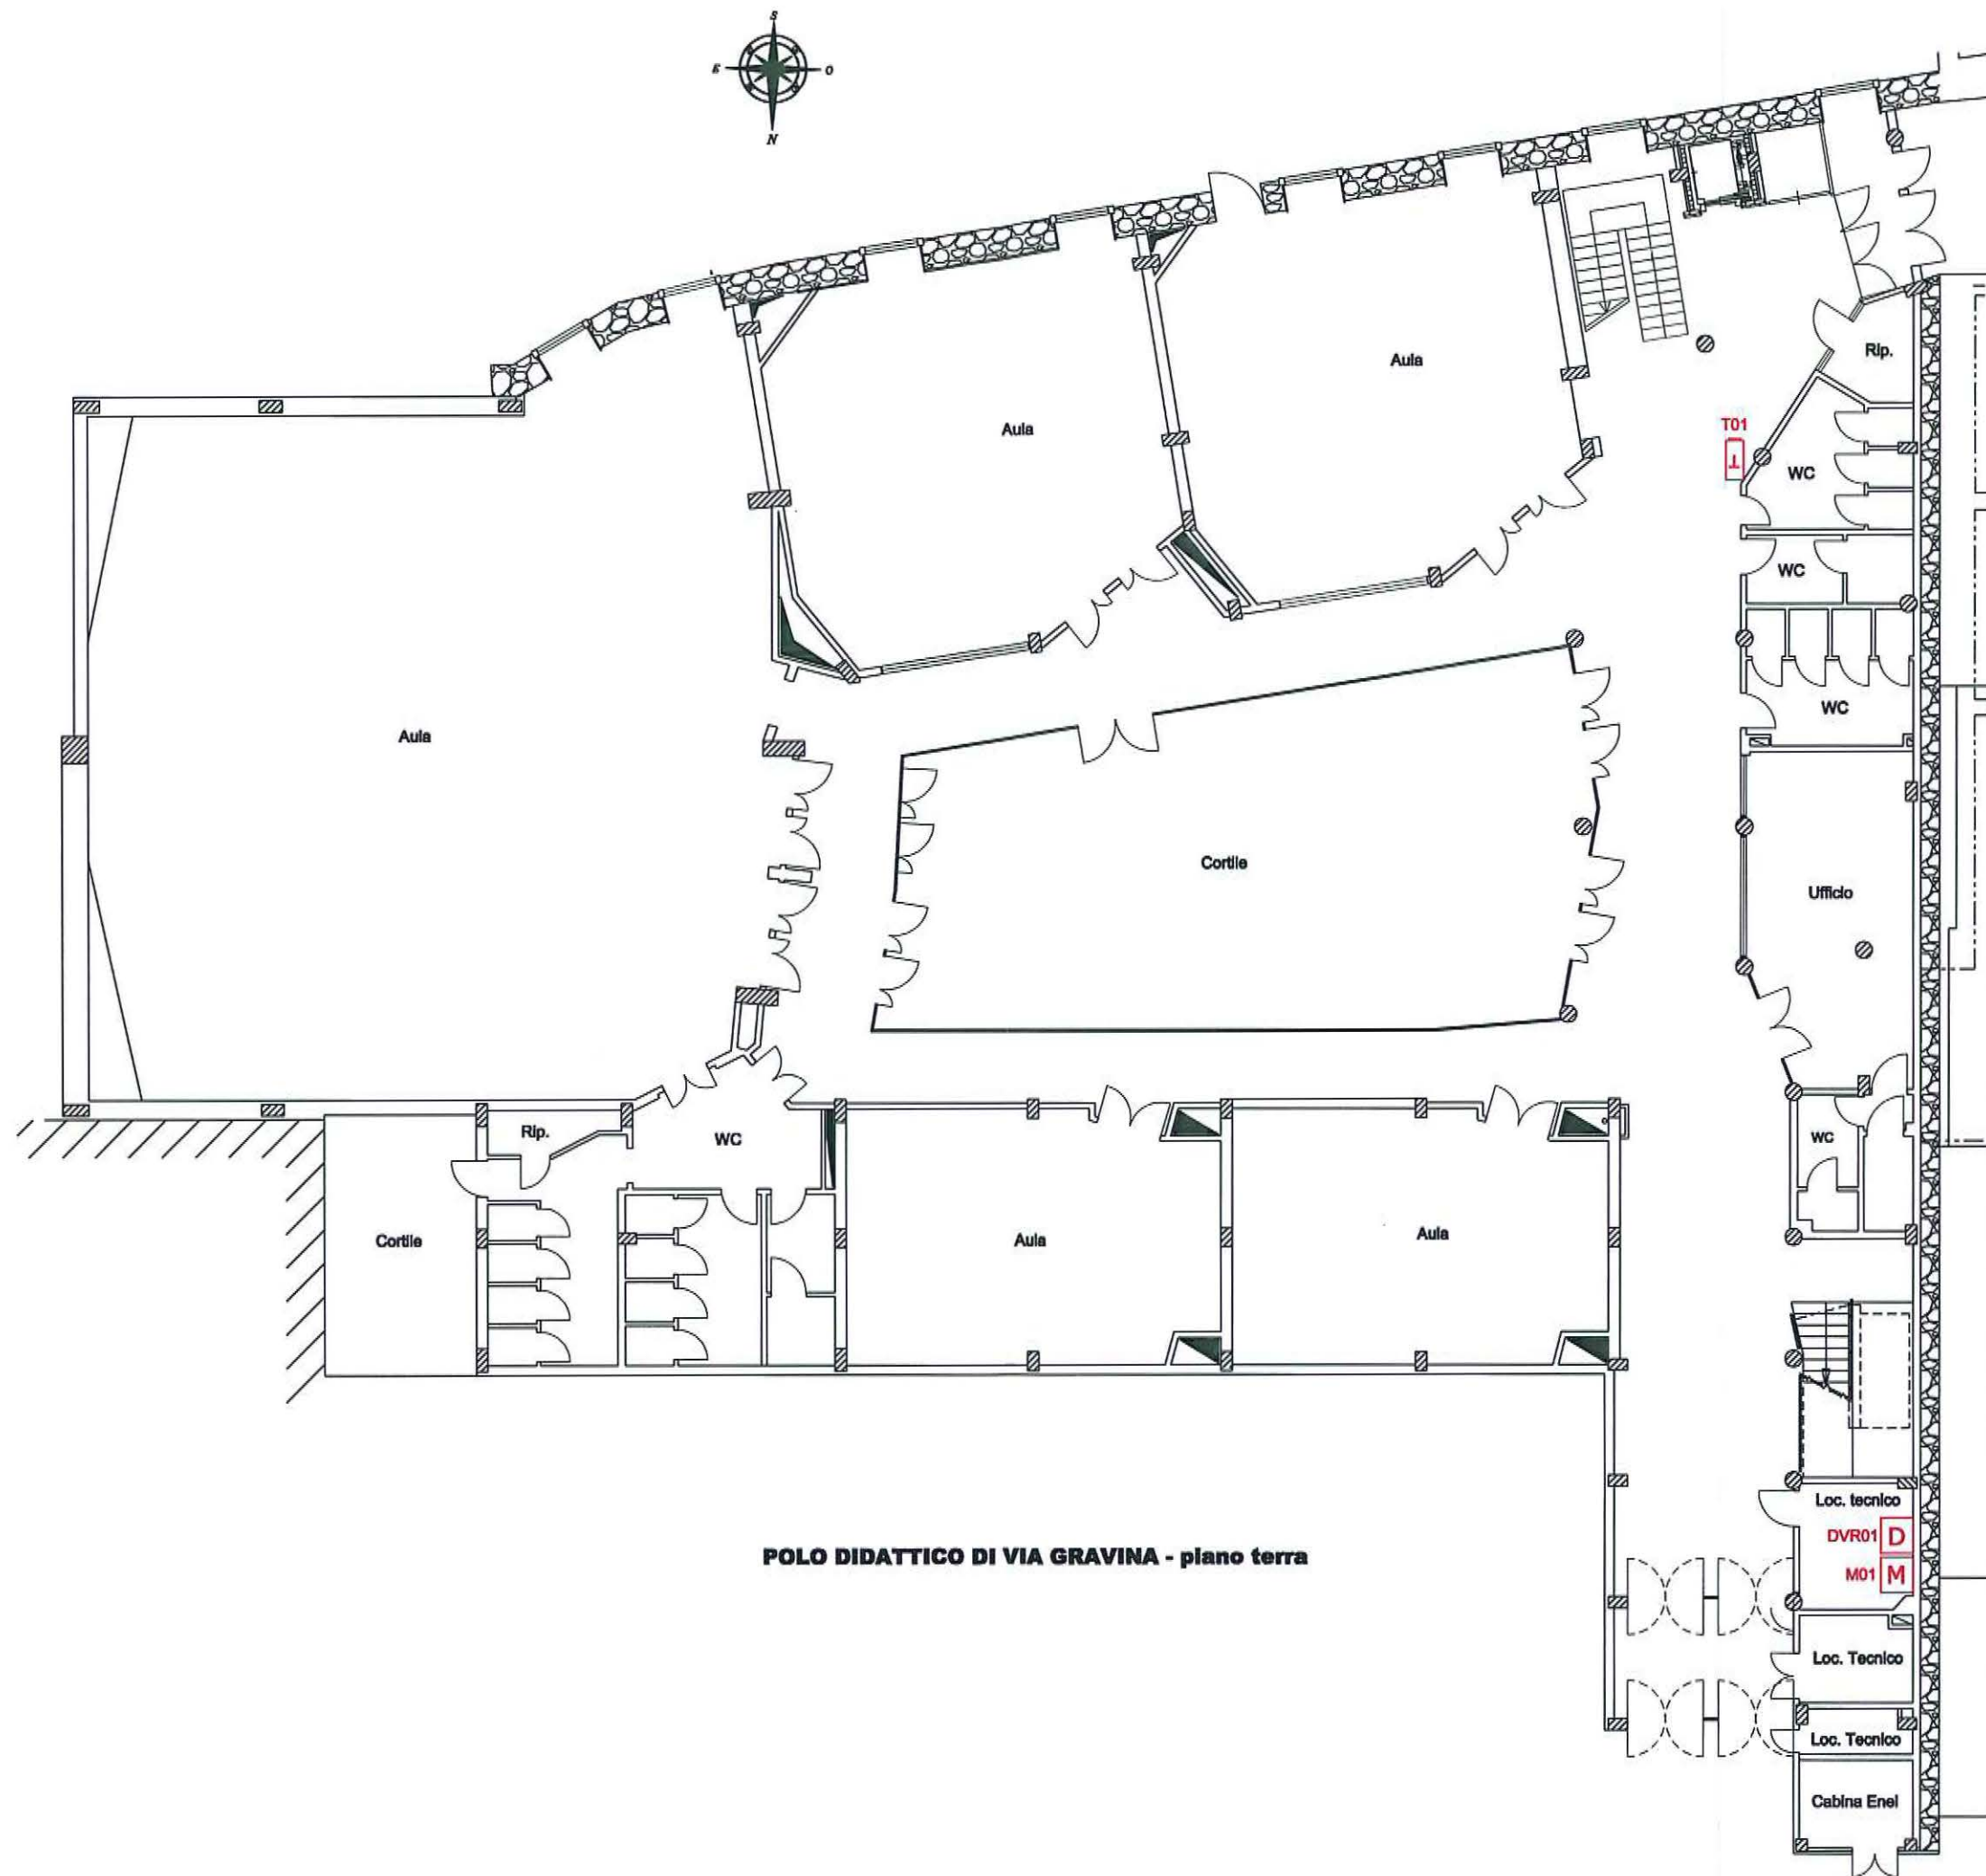 S
E
O
N
Rip.
Aula
Aula
T01
T
WC
WC
WC
Aula
Cortile
Ufficio
Rip.
WC
WC
Cortile
Aula
Aula
Loc. tecnico
DVR01 D
M01 M
POLO DIDATTICO DI VIA GRAVINA - piano terra
Loc. Tecnico
Loc. Tecnico
Cabina Enel